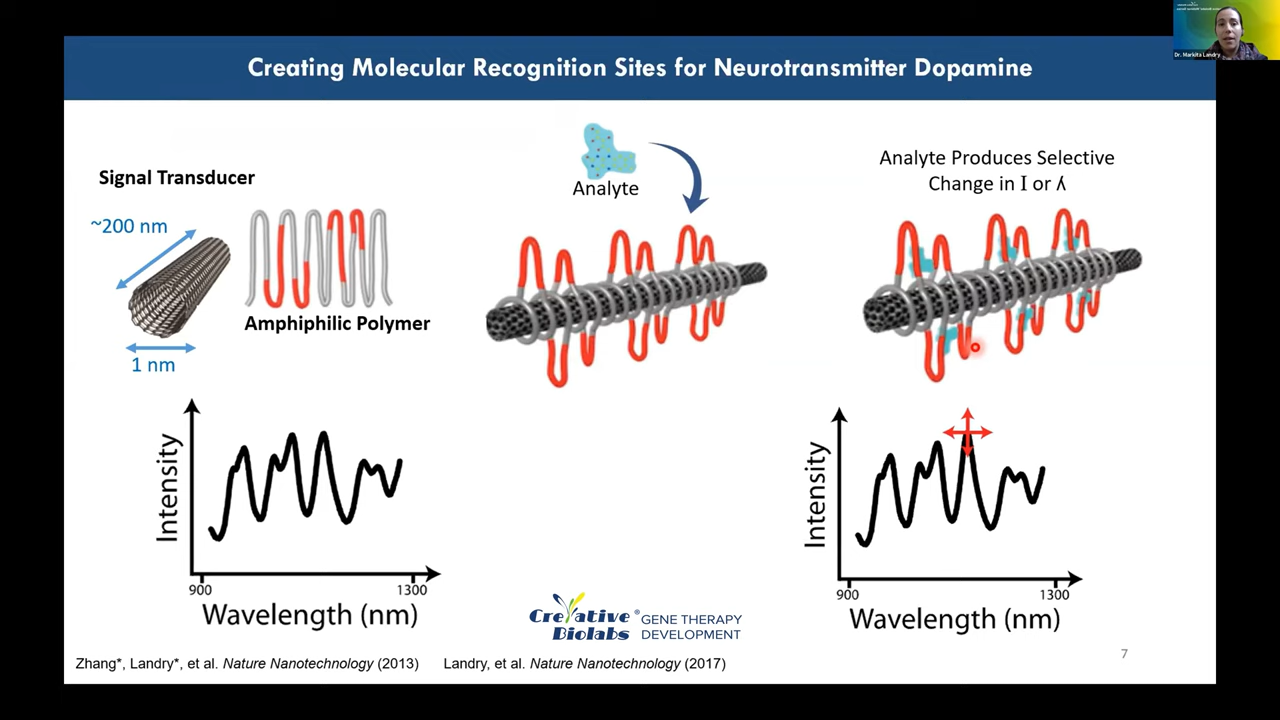 Dr. Markita Landry
Creating Molecular Recognition Sites for Neurotransmitter Dopamine
Signal Transducer
~200 nm
1 nm
Amphiphilic Polymer
Analyte
Analyte Produces Selective
Change in I or ʎ
Intensity
900
1300
Wavelength (nm)
Intensity
900
1300
Wavelength (nm)
Creative ®
Biolabs
GENE THERAPY
DEVELOPMENT
Zhang*, Landry*, et al. Nature Nanotechnology (2013)
Landry, et al. Nature Nanotechnology (2017)
7